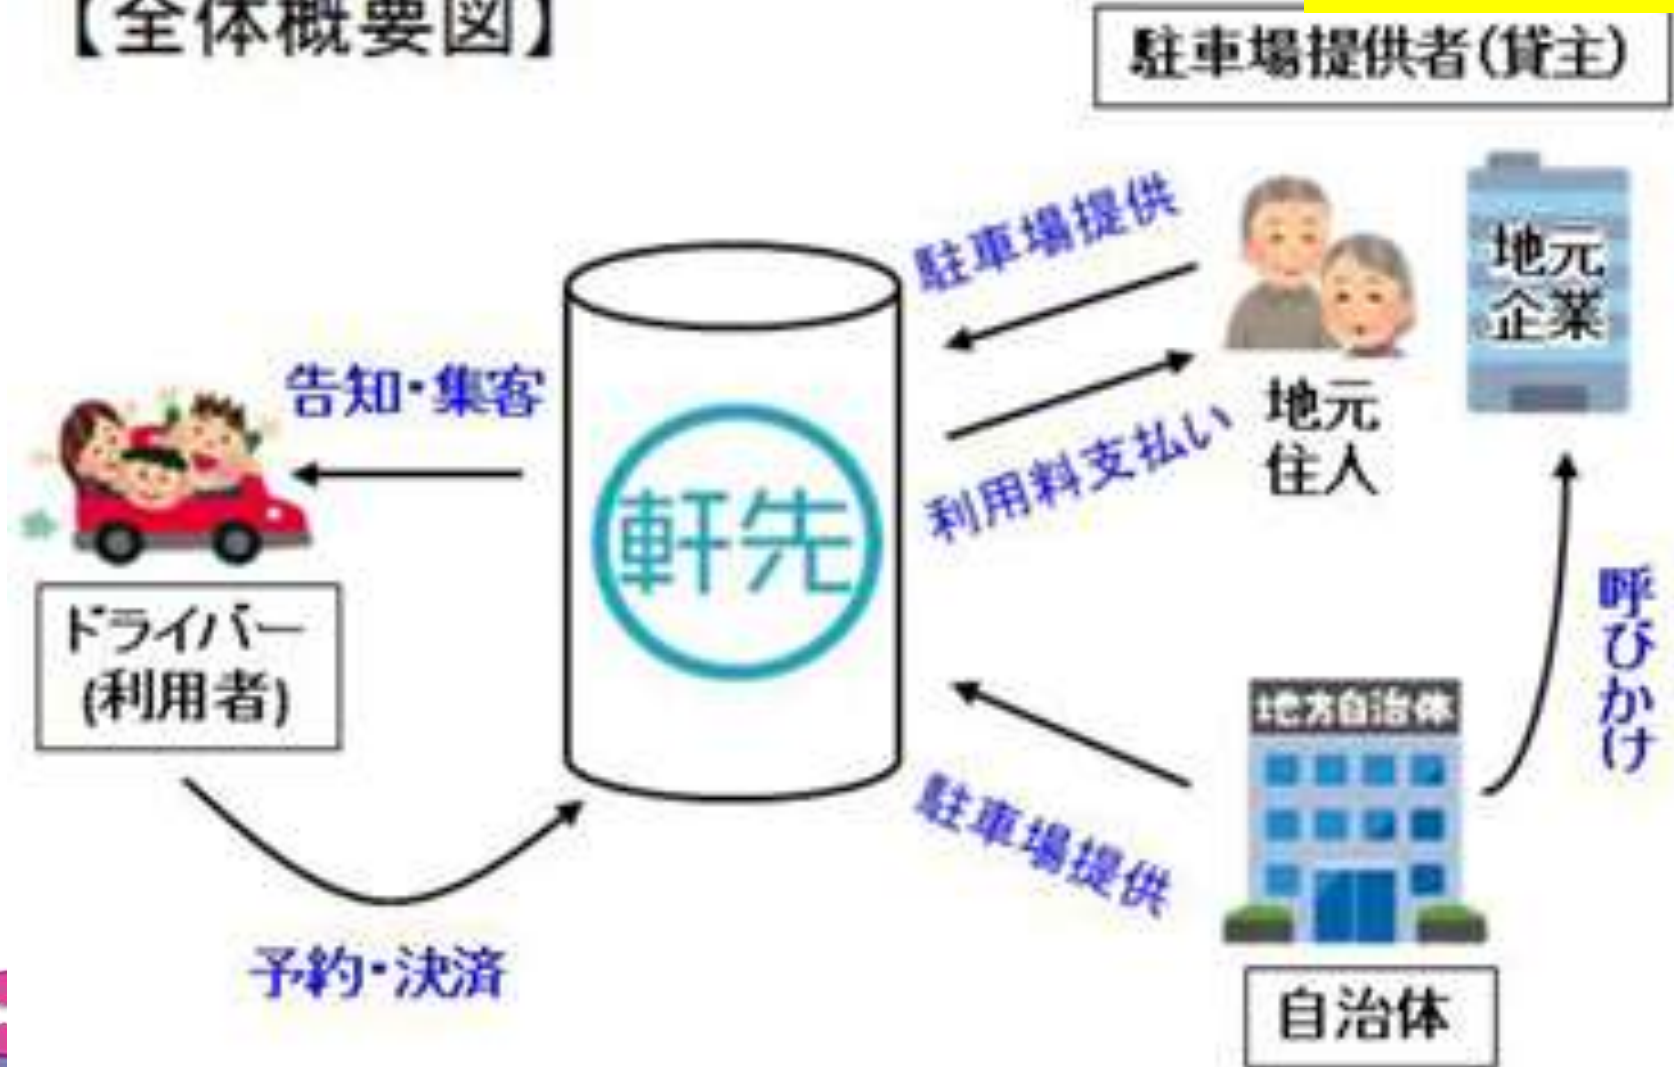 【全体概要図】
駐車場提供者(貸主)
駐車場提供
地元
企業
告知・集客
地元
住人
利用料支払い
軒先
ドライバー
(利用者)
呼びかけ
地方自治体
駐車場提供
予約・決済
自治体